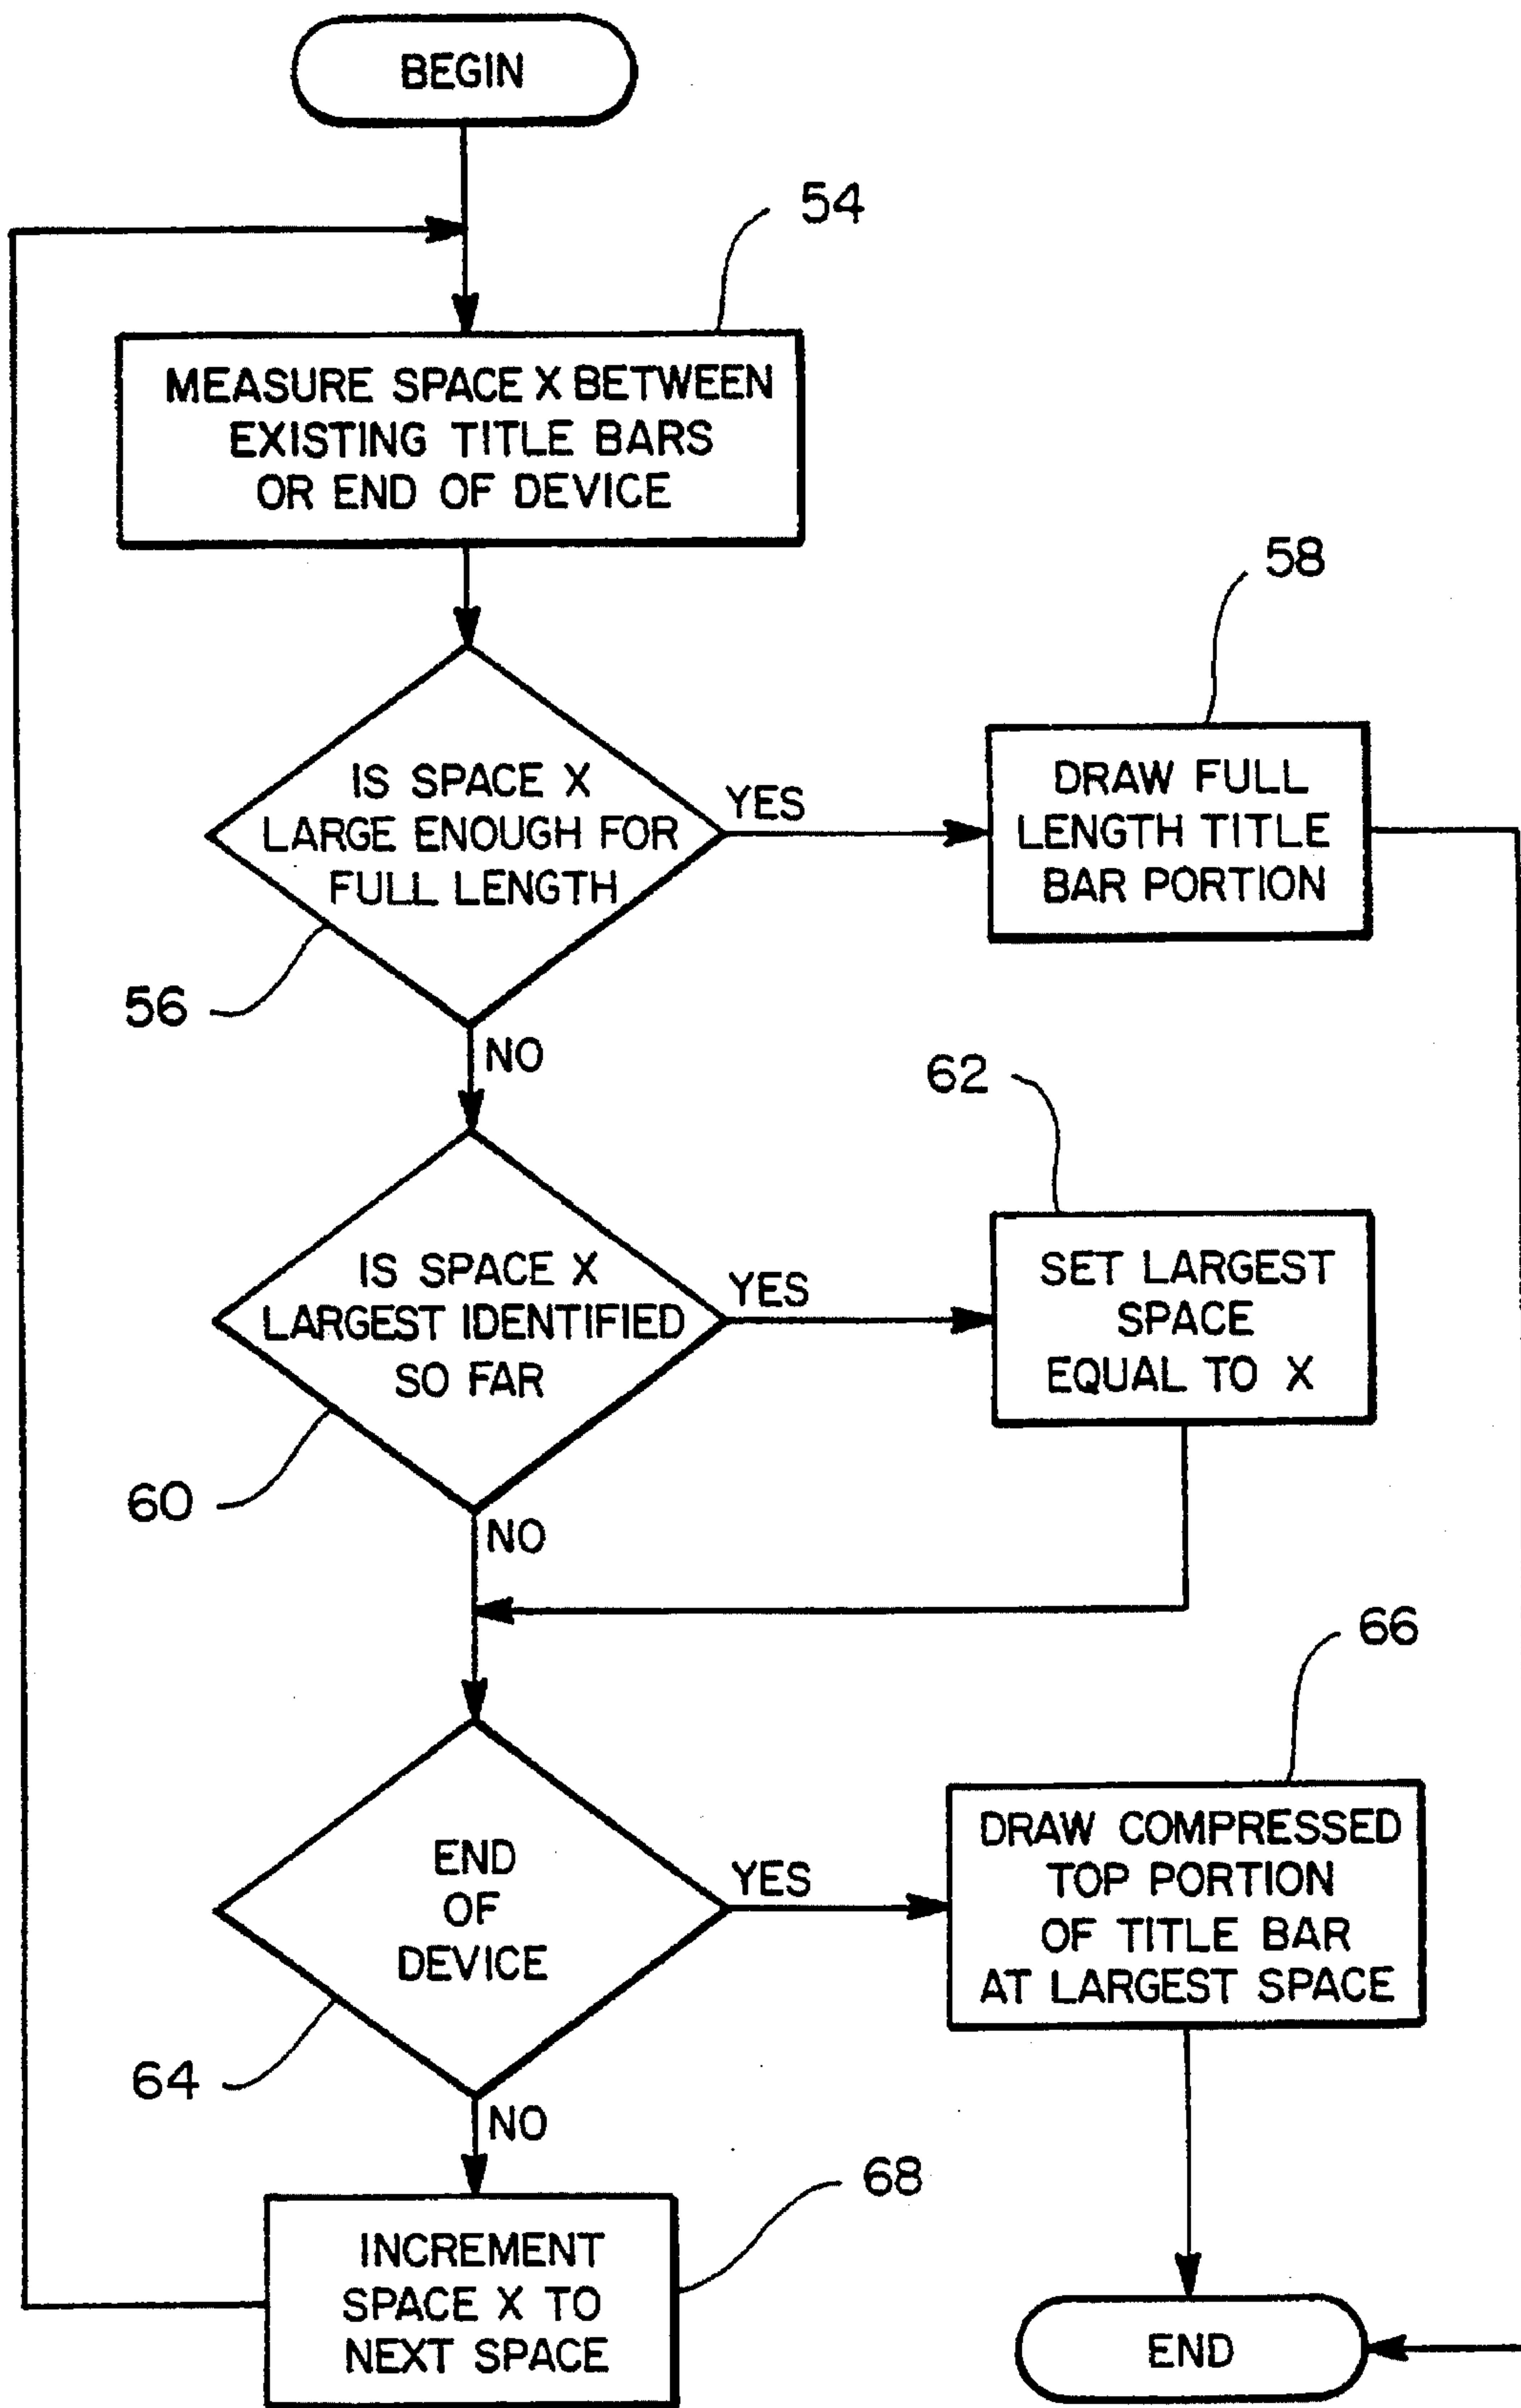 BEGIN
54
MEASURE SPACE X BETWEEN
EXISTING TITLE BARS
OR END OF DEVICE
58
IS SPACE X
LARGE ENOUGH FOR
FULL LENGTH
YES
DRAW FULL
LENGTH TITLE
BAR PORTION
56
NO
62
IS SPACE X
LARGEST IDENTIFIED
SO FAR
YES
SET LARGEST
SPACE
EQUAL TO X
60
NO
66
END
OF
DEVICE
YES
DRAW COMPRESSED
TOP PORTION
OF TITLE BAR
AT LARGEST SPACE
64
NO
68
INCREMENT
SPACE X TO
NEXT SPACE
END